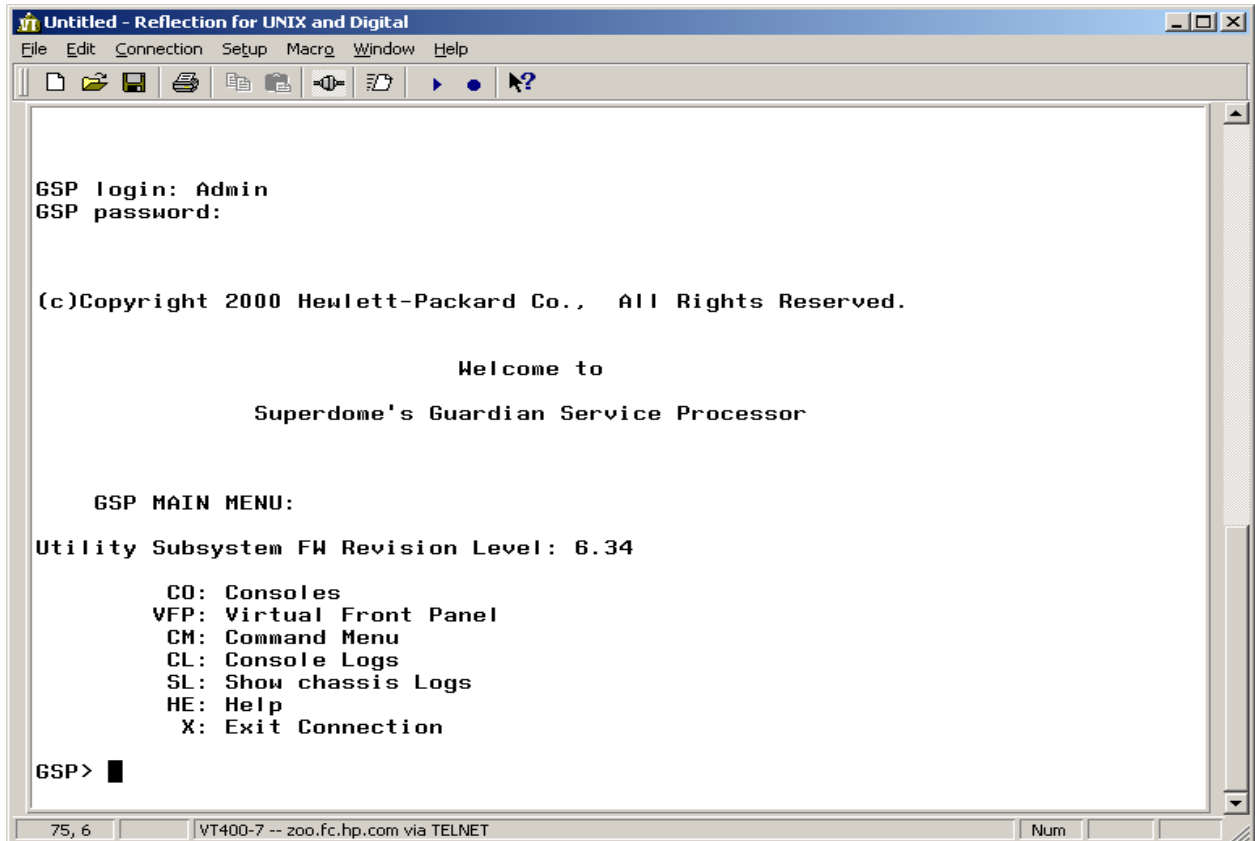 Untitled - Reflection for UNIX and Digital
File Edit Connection Setup Macro Window Help
GSP login: Admin
GSP password:
(c)Copyright 2000 Hewlett-Packard Co., All Rights Reserved.
Welcome to
Superdome's Guardian Service Processor
GSP MAIN MENU:
Utility Subsystem FW Revision Level: 6.34
CO: Consoles
VFP: Virtual Front Panel
CM: Command Menu
CL: Console Logs
SL: Show chassis Logs
HE: Help
X: Exit Connection
GSP>
75, 6 VT400-7 -- zoo.fc.hp.com via TELNET Num